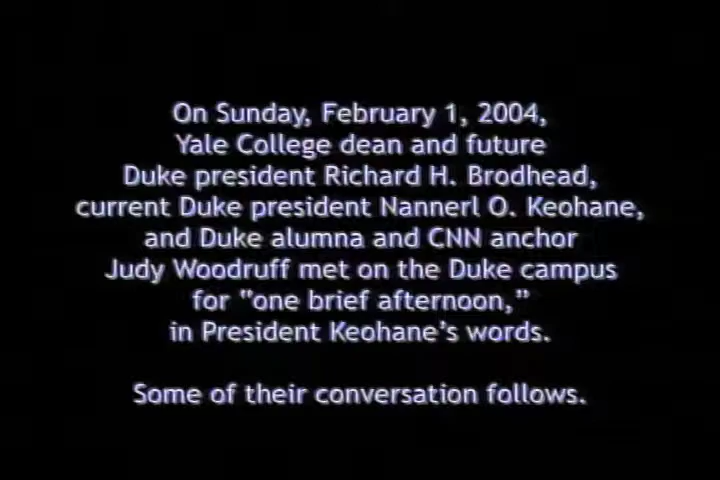 On Sunday, February 1, 2004,
Yale College dean and future
Duke president Richard H. Brodhead,
current Duke president Nannerl O. Keohane,
and Duke alumna and CNN anchor
Judy Woodruff met on the Duke campus
for "one brief afternoon,"
in President Keohane's words.
Some of their conversation follows.